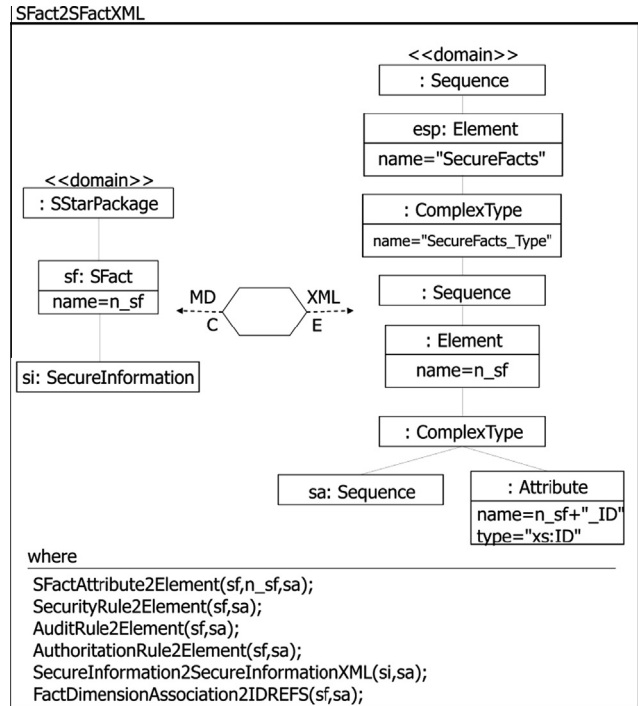 SFact2SFactXML
<<domain>>
: SStarPackage
sf: SFact
name=n_sf
si: SecureInformation
MD
C
XML
E
<<domain>>
: Sequence
esp: Element
name="SecureFacts"
: ComplexType
name="SecureFacts_Type"
: Sequence
: Element
name=n_sf
: ComplexType
sa: Sequence
: Attribute
name=n_sf+"_ID"
type="xs:ID"
where
SFactAttribute2Element(sf,n_sf,sa);
SecurityRule2Element(sf,sa);
AuditRule2Element(sf,sa);
AuthoritationRule2Element(sf,sa);
SecureInformation2SecureInformationXML(si,sa);
FactDimensionAssociation2IDREFS(sf,sa);